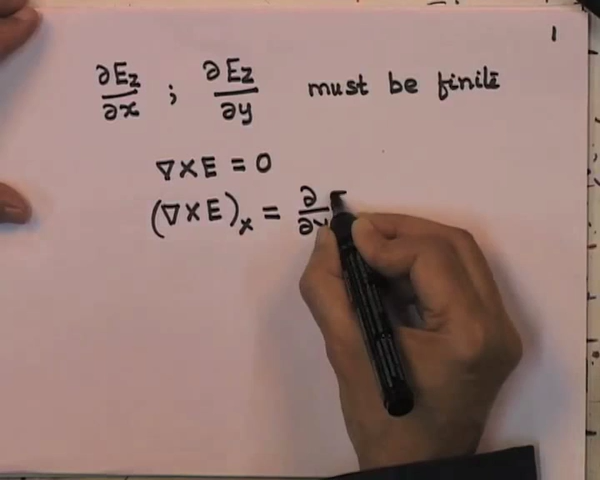 1
∂Ez/∂x ; ∂Ez/∂y must be finite
∇×E = 0
(∇×E)x = ∂